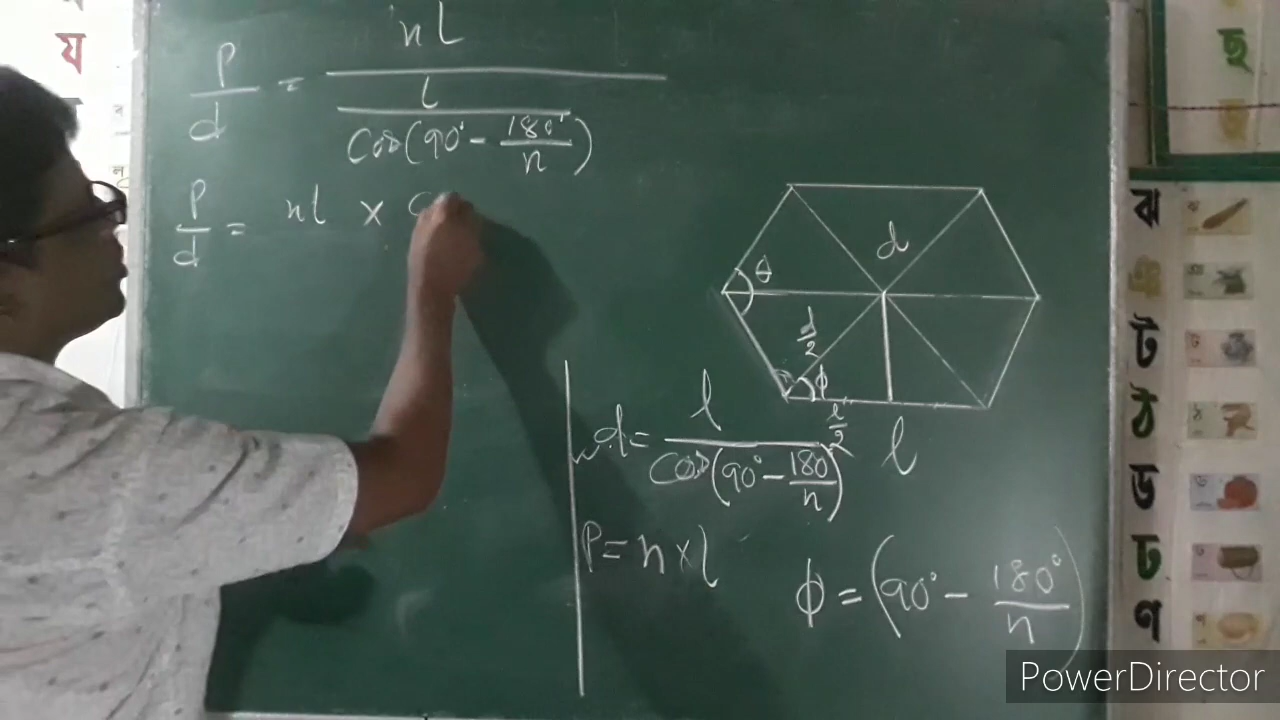 P/d = nl / (l / Cos(90° - 180°/n))
P/d = nl × C
θ
d
d/2
φ
l/2
l
d = l / Cos(90° - 180/n)
P = n × l
φ = (90° - 180°/n)
য
ছ
ঝ
ঞ
ট
ঠ
ড
ঢ
ণ
PowerDirector